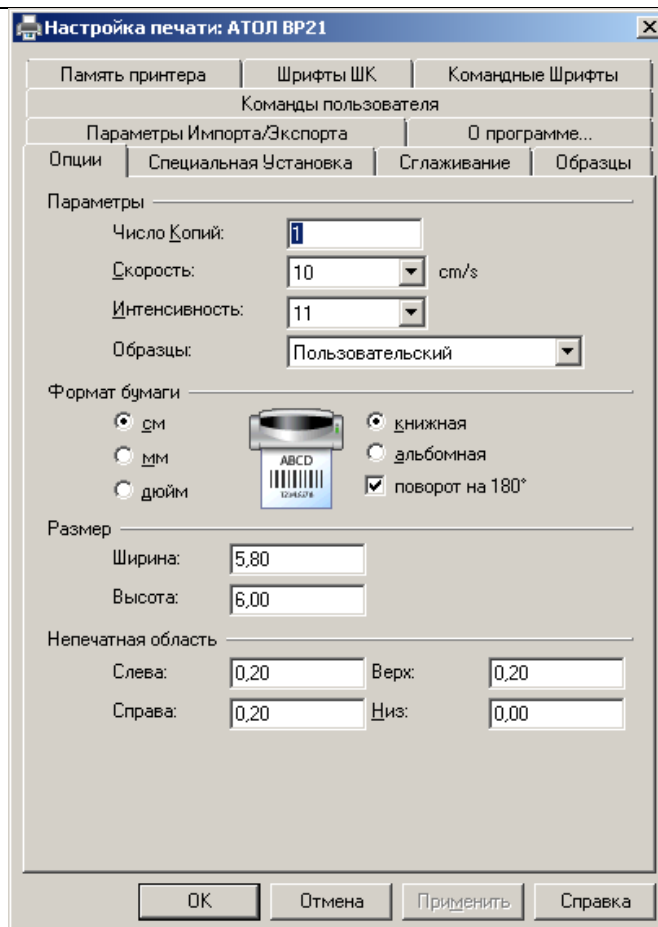 Настройка печати: АТОЛ BP21
Память принтера Шрифты ШК Командные Шрифты
Команды пользователя
Параметры Импорта/Экспорта О программе...
Опции Специальная Установка Сглаживание Образцы
Параметры
Число Копий: 1
Скорость: 10 cm/s
Интенсивность: 11
Образцы: Пользовательский
Формат бумаги
см книжная
мм альбомная
дюйм поворот на 180°
ABCD
12345678
Размер
Ширина: 5,80
Высота: 6,00
Непечатная область
Слева: 0,20 Верх: 0,20
Справа: 0,20 Низ: 0,00
OK Отмена Применить Справка